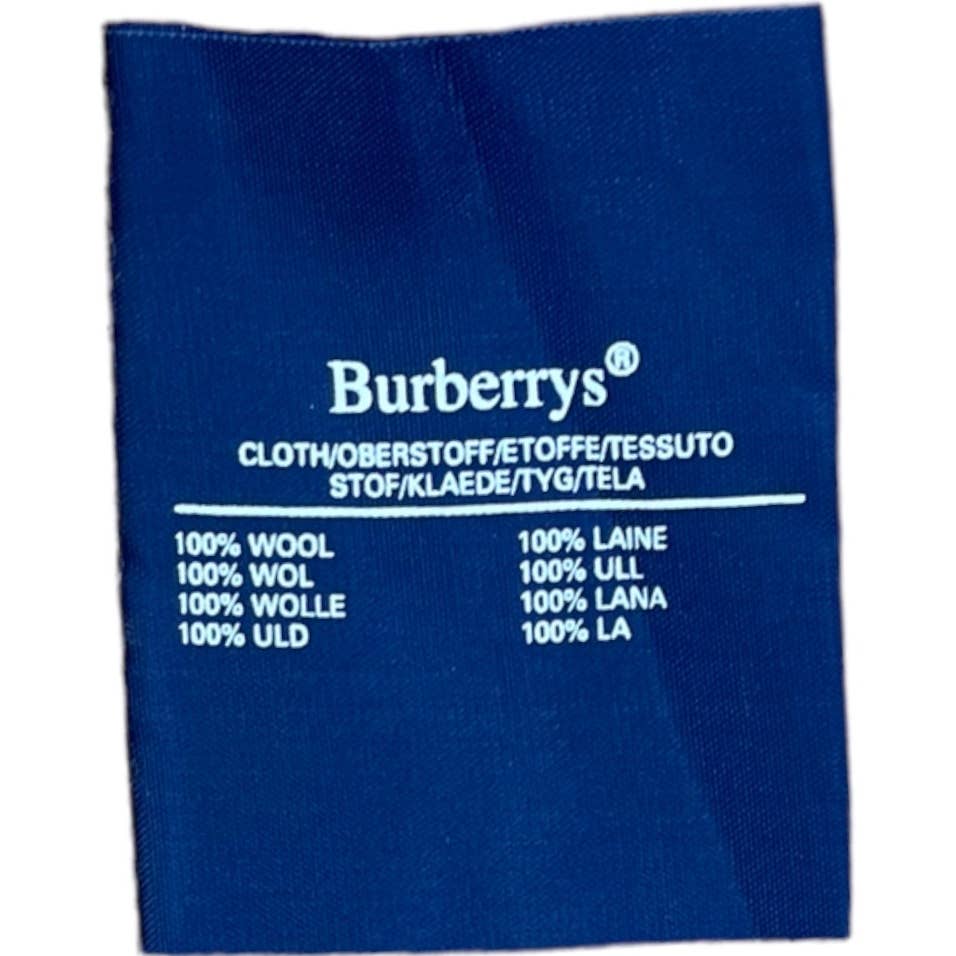 Burberrys®
CLOTH/OBERSTOFF/ETOFFE/TESSUTO
STOF/KLAEDE/TYG/TELA
100% WOOL
100% WOL
100% WOLLE
100% ULD
100% LAINE
100% ULL
100% LANA
100% LA